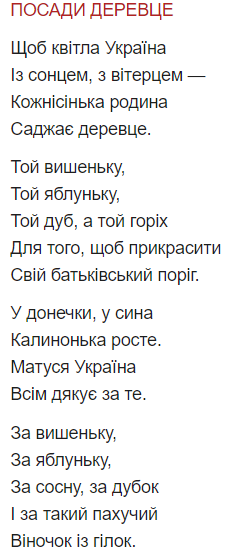 ПОСАДИ ДЕРЕВЦЕ
Щоб квітла Україна
Із сонцем, з вітерцем —
Кожнісінька родина
Саджає деревце.
Той вишеньку,
Той яблуньку,
Той дуб, а той горіх
Для того, щоб прикрасити
Свій батьківський поріг.
У донечки, у сина
Калинонька росте.
Матуся Україна
Всім дякує за те.
За вишеньку,
За яблуньку,
За сосну, за дубок
І за такий пахучий
Віночок із гілок.